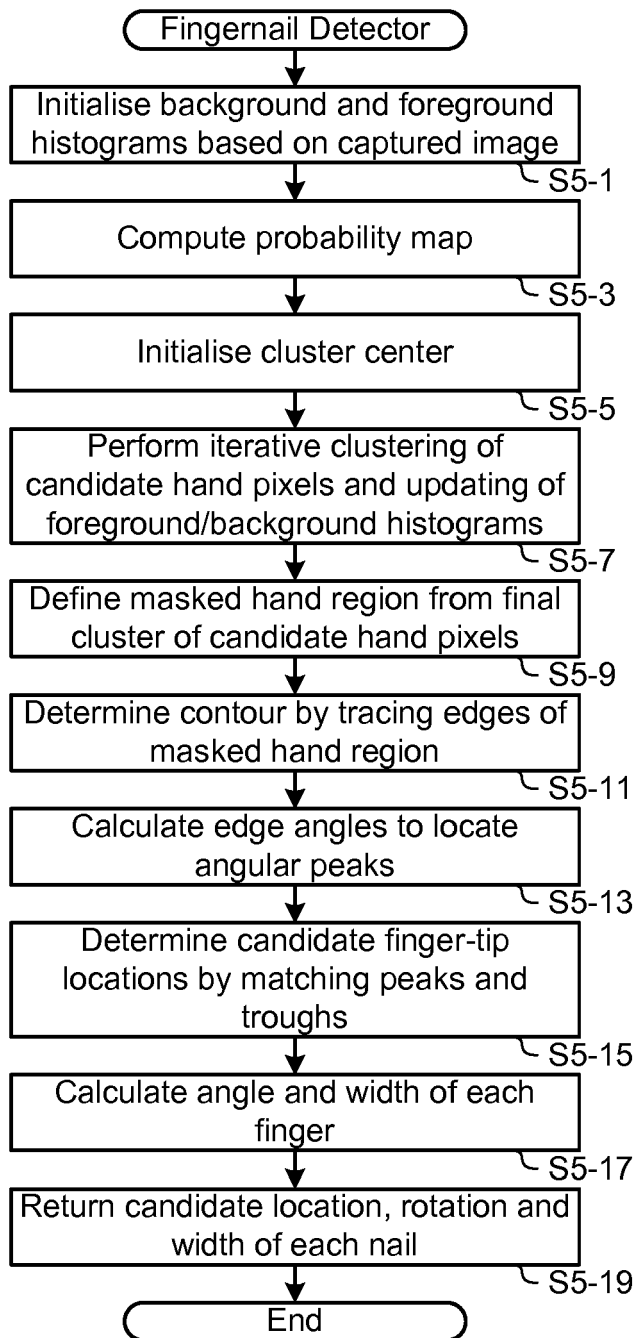 Fingernail Detector
Initialise background and foreground
histograms based on captured image
S5-1
Compute probability map
S5-3
Initialise cluster center
S5-5
Perform iterative clustering of
candidate hand pixels and updating of
foreground/background histograms
S5-7
Define masked hand region from final
cluster of candidate hand pixels
S5-9
Determine contour by tracing edges of
masked hand region
S5-11
Calculate edge angles to locate
angular peaks
S5-13
Determine candidate finger-tip
locations by matching peaks and
troughs
S5-15
Calculate angle and width of each
finger
S5-17
Return candidate location, rotation and
width of each nail
S5-19
End